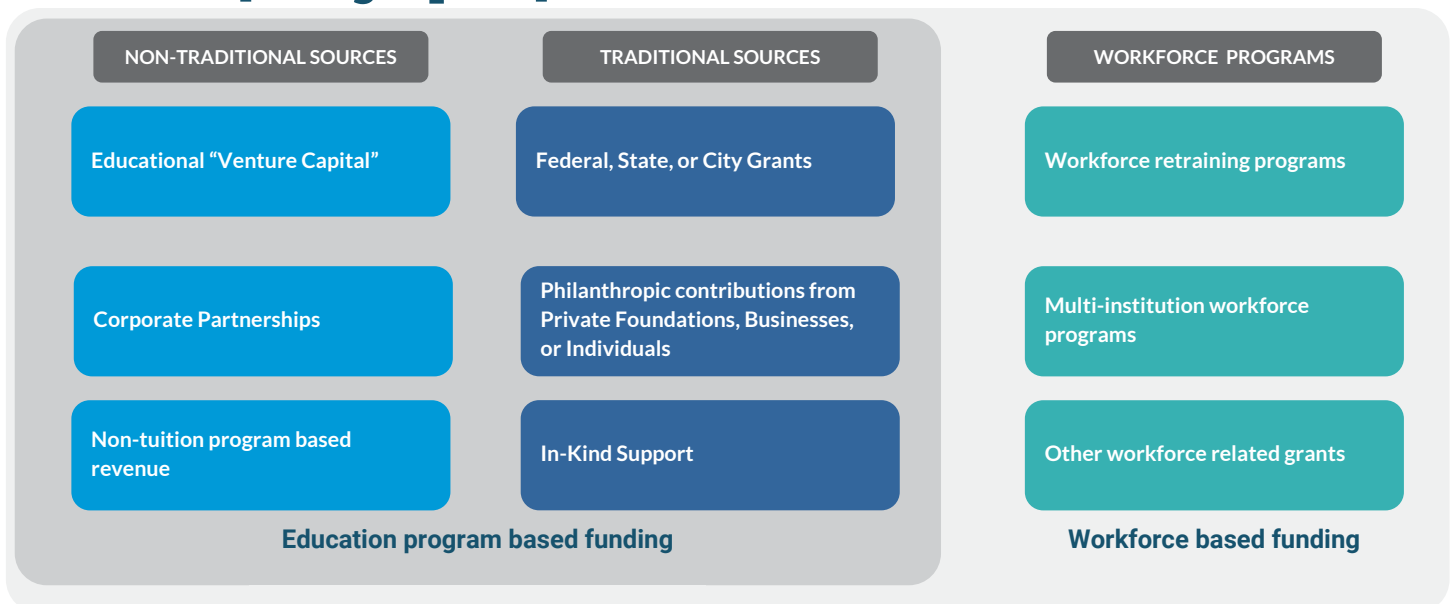 NON-TRADITIONAL SOURCES
Educational “Venture Capital”
Corporate Partnerships
Non-tuition program based
revenue
TRADITIONAL SOURCES
Federal, State, or City Grants
Philanthropic contributions from
Private Foundations, Businesses,
or Individuals
In-Kind Support
Education program based funding
WORKFORCE PROGRAMS
Workforce retraining programs
Multi-institution workforce
programs
Other workforce related grants
Workforce based funding